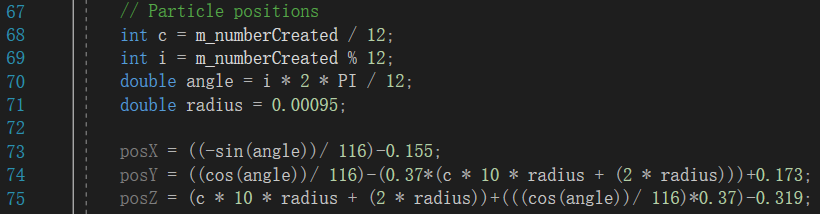 67 // Particle positions
68 int c = m_numberCreated / 12;
69 int i = m_numberCreated % 12;
70 double angle = i * 2 * PI / 12;
71 double radius = 0.00095;
72
73 posX = ((-sin(angle))/ 116)-0.155;
74 posY = ((cos(angle))/ 116)-(0.37*(c * 10 * radius + (2 * radius)))+0.173;
75 posZ = (c * 10 * radius + (2 * radius))+(((cos(angle))/ 116)*0.37)-0.319;